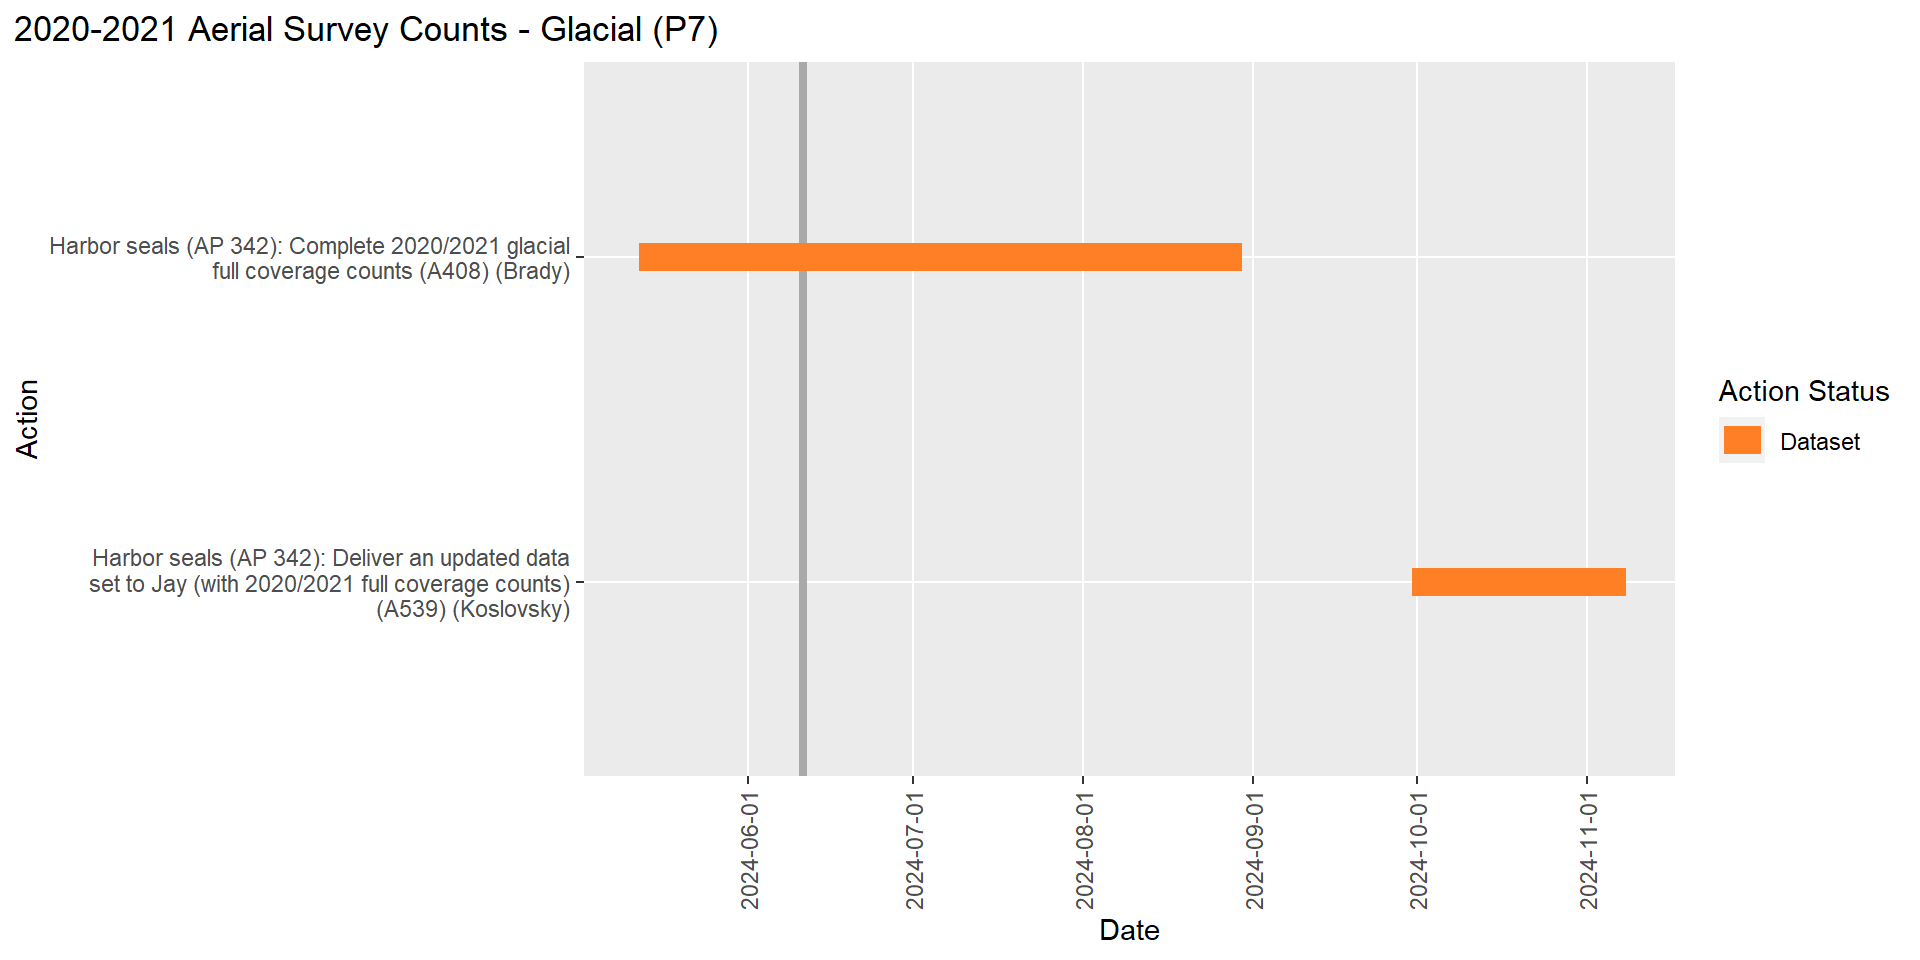 2020-2021 Aerial Survey Counts - Glacial (P7)
Action
Harbor seals (AP 342): Complete 2020/2021 glacial
full coverage counts (A408) (Brady)
Harbor seals (AP 342): Deliver an updated data
set to Jay (with 2020/2021 full coverage counts)
(A539) (Koslovsky)
2024-06-01
2024-07-01
2024-08-01
2024-09-01
2024-10-01
2024-11-01
Date
Action Status
Dataset